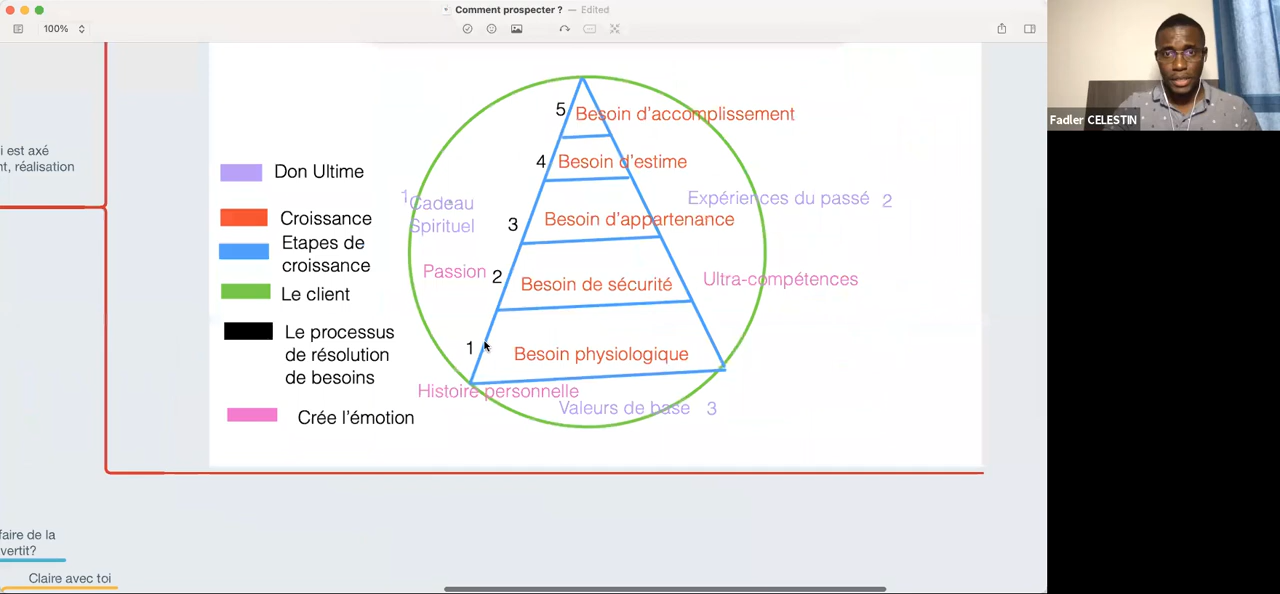 Comment prospecter ? — Edited
100%
Fadler CELESTIN
i est axé
nt, réalisation
Don Ultime
Croissance
Etapes de
croissance
Le client
Le processus
de résolution
de besoins
Crée l'émotion
5 Besoin d'accomplissement
4 Besoin d'estime
1 Cadeau
Spirituel
Expériences du passé 2
3 Besoin d'appartenance
Passion
2 Besoin de sécurité
Ultra-compétences
1 Besoin physiologique
Histoire personnelle
Valeurs de base 3
faire de la
vertit?
Claire avec toi